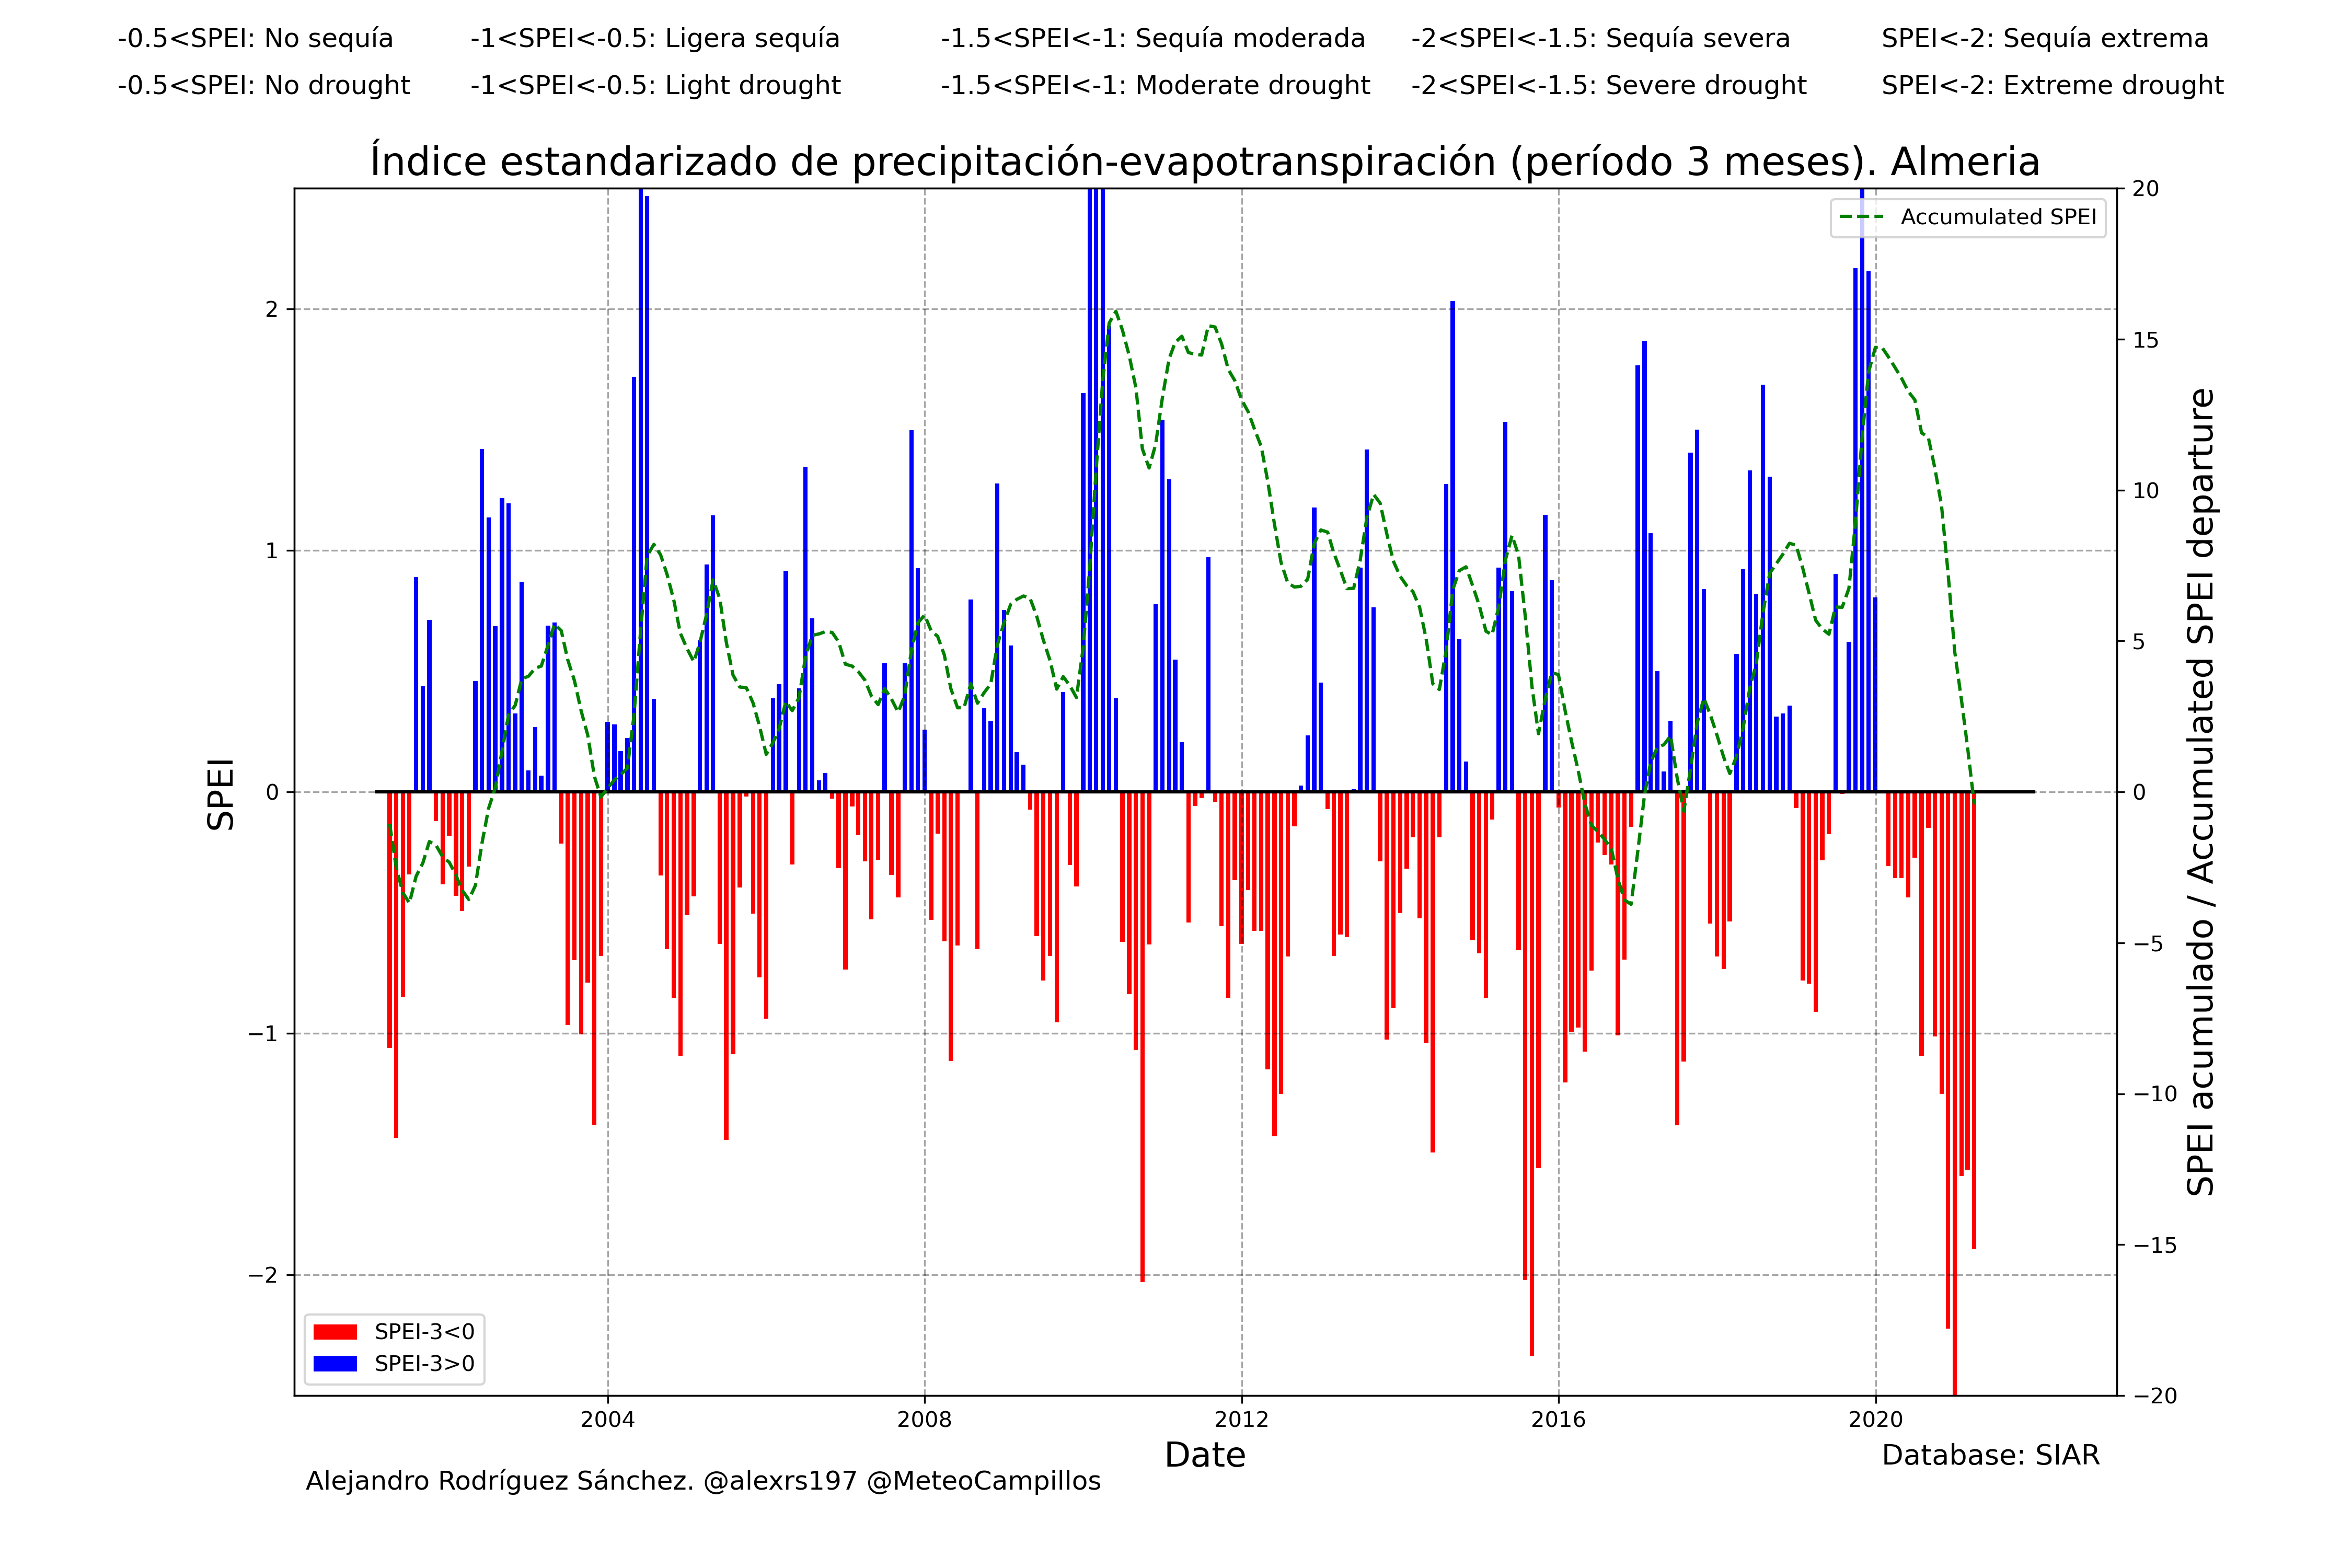 -0.5<SPEI: No sequía -1<SPEI<-0.5: Ligera sequía -1.5<SPEI<-1: Sequía moderada -2<SPEI<-1.5: Sequía severa SPEI<-2: Sequía extrema
-0.5<SPEI: No drought -1<SPEI<-0.5: Light drought -1.5<SPEI<-1: Moderate drought -2<SPEI<-1.5: Severe drought SPEI<-2: Extreme drought
Índice estandarizado de precipitación-evapotranspiración (período 3 meses). Almeria
Accumulated SPEI
SPEI
2
1
0
−1
−2
20
15
10
5
0
−5
−10
−15
−20
SPEI acumulado / Accumulated SPEI departure
SPEI-3<0
SPEI-3>0
2004 2008 2012 2016 2020
Date
Database: SIAR
Alejandro Rodríguez Sánchez. @alexrs197 @MeteoCampillos